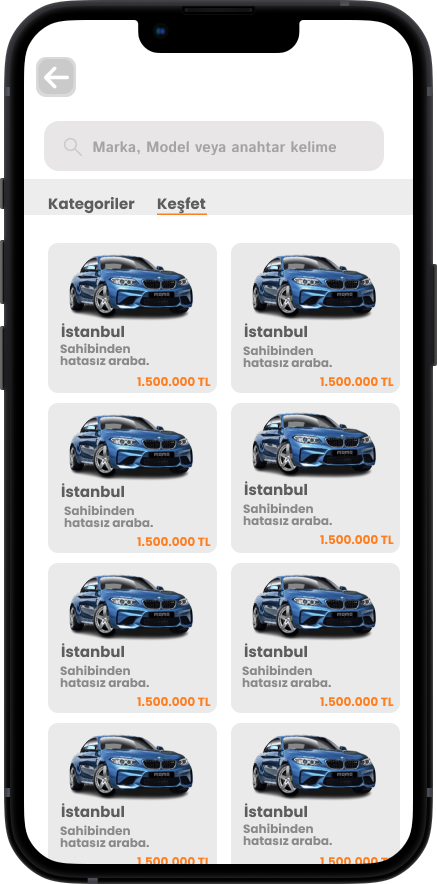 Marka, Model veya anahtar kelime
Kategoriler Keşfet
İstanbul İstanbul
Sahibinden Sahibinden
hatasız araba. hatasız araba.
1.500.000 TL 1.500.000 TL
İstanbul İstanbul
Sahibinden Sahibinden
hatasız araba. hatasız araba.
1.500.000 TL 1.500.000 TL
İstanbul İstanbul
Sahibinden Sahibinden
hatasız araba. hatasız araba.
1.500.000 TL 1.500.000 TL
İstanbul İstanbul
Sahibinden Sahibinden
hatasız araba. hatasız araba.
1.500.000 TL 1.500.000 TL